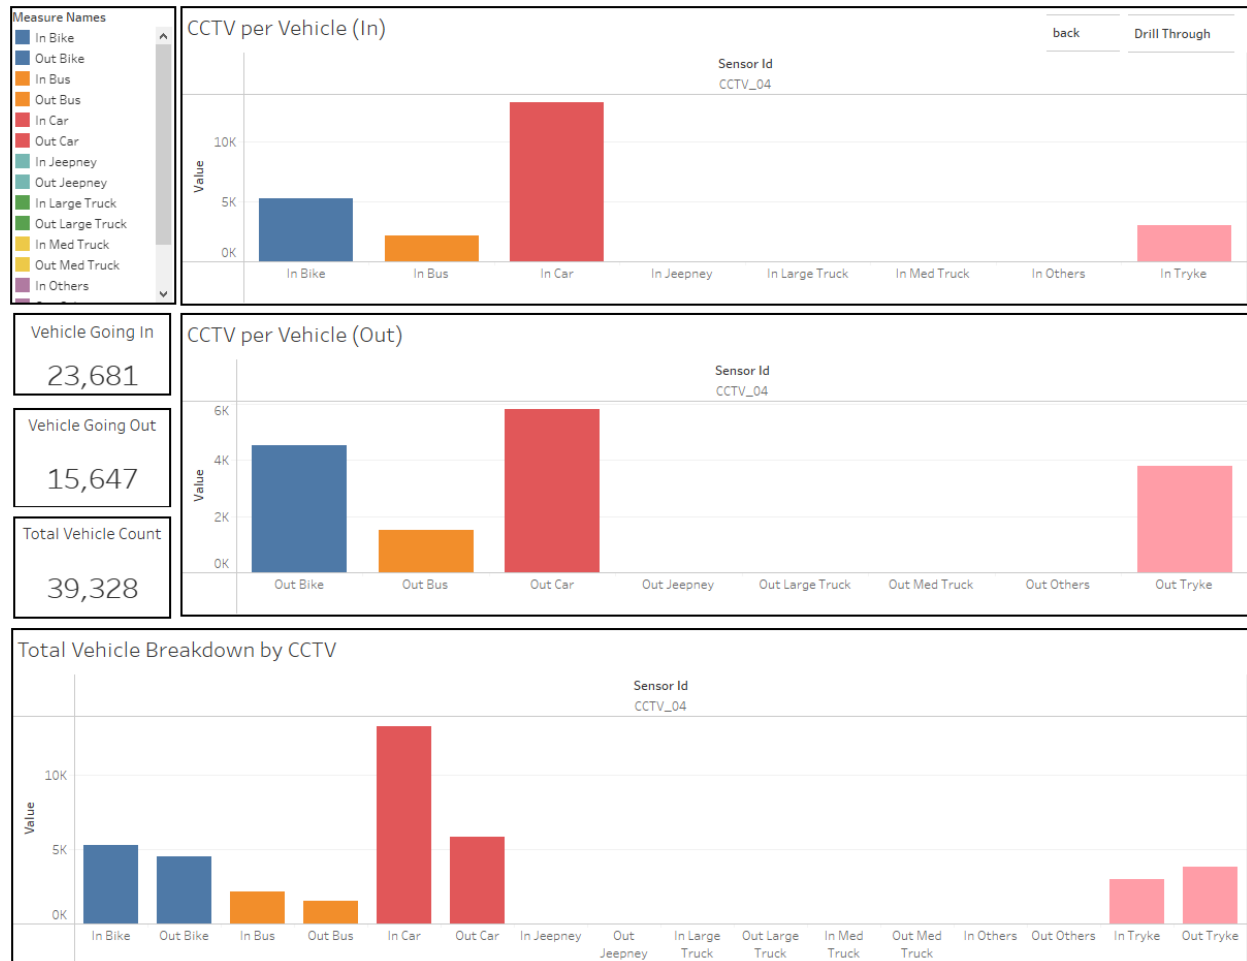 Measure Names
In Bike
Out Bike
In Bus
Out Bus
In Car
Out Car
In Jeepney
Out Jeepney
In Large Truck
Out Large Truck
In Med Truck
Out Med Truck
In Others
CCTV per Vehicle (In)
back
Drill Through
Sensor Id
CCTV_04
Value
10K
5K
0K
In Bike In Bus In Car In Jeepney In Large Truck In Med Truck In Others In Tryke
Vehicle Going In
23,681
Vehicle Going Out
15,647
Total Vehicle Count
39,328
CCTV per Vehicle (Out)
Sensor Id
CCTV_04
Value
6K
4K
2K
0K
Out Bike Out Bus Out Car Out Jeepney Out Large Truck Out Med Truck Out Others Out Tryke
Total Vehicle Breakdown by CCTV
Sensor Id
CCTV_04
Value
10K
5K
0K
In Bike Out Bike In Bus Out Bus In Car Out Car In Jeepney Out Jeepney In Large Truck Out Large Truck In Med Truck Out Med Truck In Others Out Others In Tryke Out Tryke